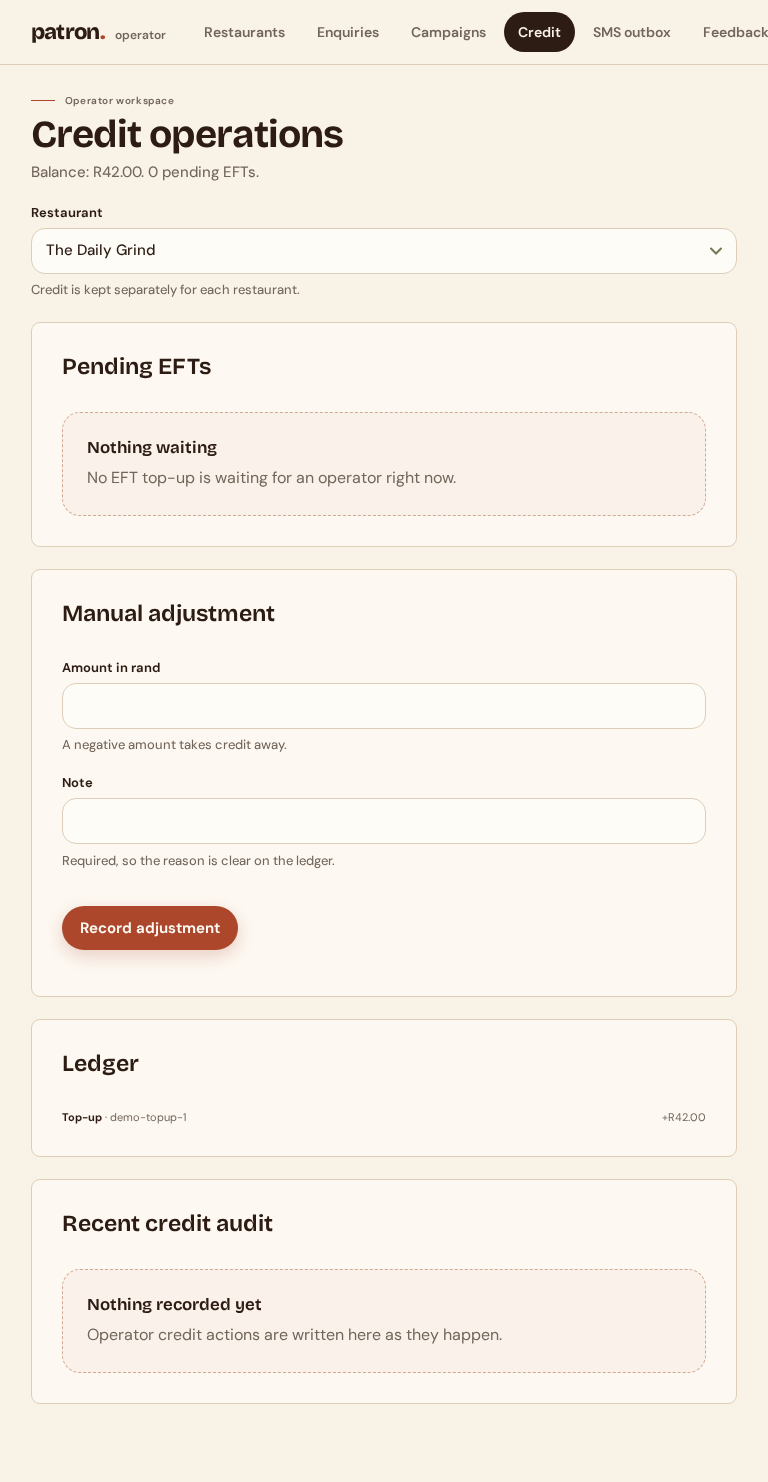 patron. operator Restaurants Enquiries Campaigns Credit SMS outbox Feedback
Operator workspace
Credit operations
Balance: R42.00. 0 pending EFTs.
Restaurant
The Daily Grind
Credit is kept separately for each restaurant.
Pending EFTs
Nothing waiting
No EFT top-up is waiting for an operator right now.
Manual adjustment
Amount in rand
A negative amount takes credit away.
Note
Required, so the reason is clear on the ledger.
Record adjustment
Ledger
Top-up · demo-topup-1 +R42.00
Recent credit audit
Nothing recorded yet
Operator credit actions are written here as they happen.